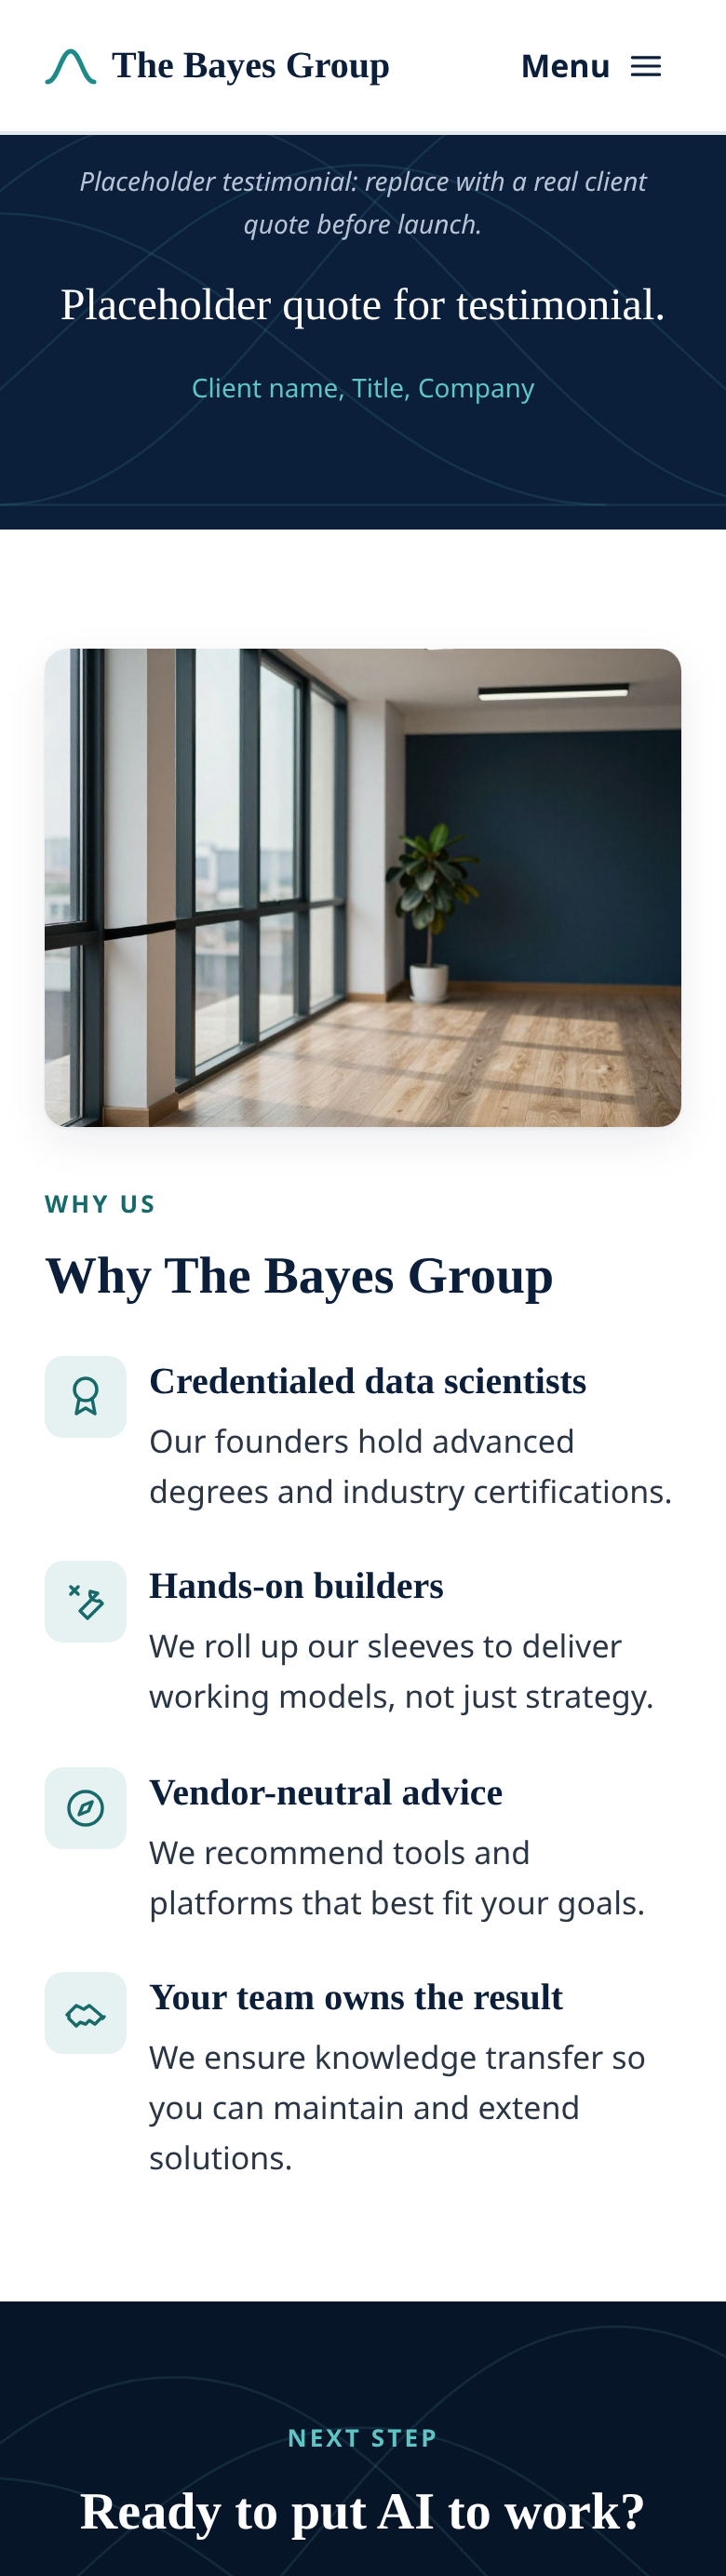 The Bayes Group
Menu
Placeholder testimonial: replace with a real client
quote before launch.
Placeholder quote for testimonial.
Client name, Title, Company
WHY US
Why The Bayes Group
Credentialed data scientists
Our founders hold advanced
degrees and industry certifications.
Hands-on builders
We roll up our sleeves to deliver
working models, not just strategy.
Vendor-neutral advice
We recommend tools and
platforms that best fit your goals.
Your team owns the result
We ensure knowledge transfer so
you can maintain and extend
solutions.
NEXT STEP
Ready to put AI to work?